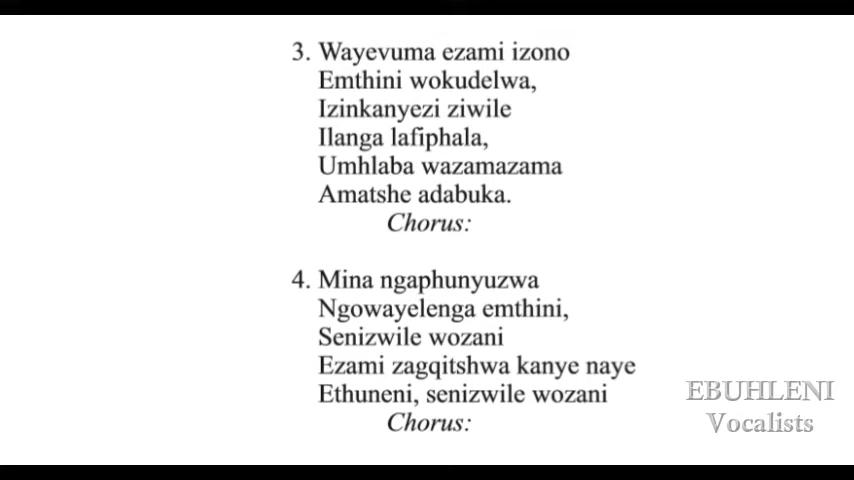 3. Wayevuma ezami izono
Emthini wokudelwa,
Izinkanyezi ziwile
Ilanga lafiphala,
Umhlaba wazamazama
Amatshe adabuka.
Chorus:
4. Mina ngaphunyuzwa
Ngowayelenga emthini,
Senizwile wozani
Ezami zagqitshwa kanye naye
Ethuneni, senizwile wozani
Chorus:
EBUHLENI
Vocalists